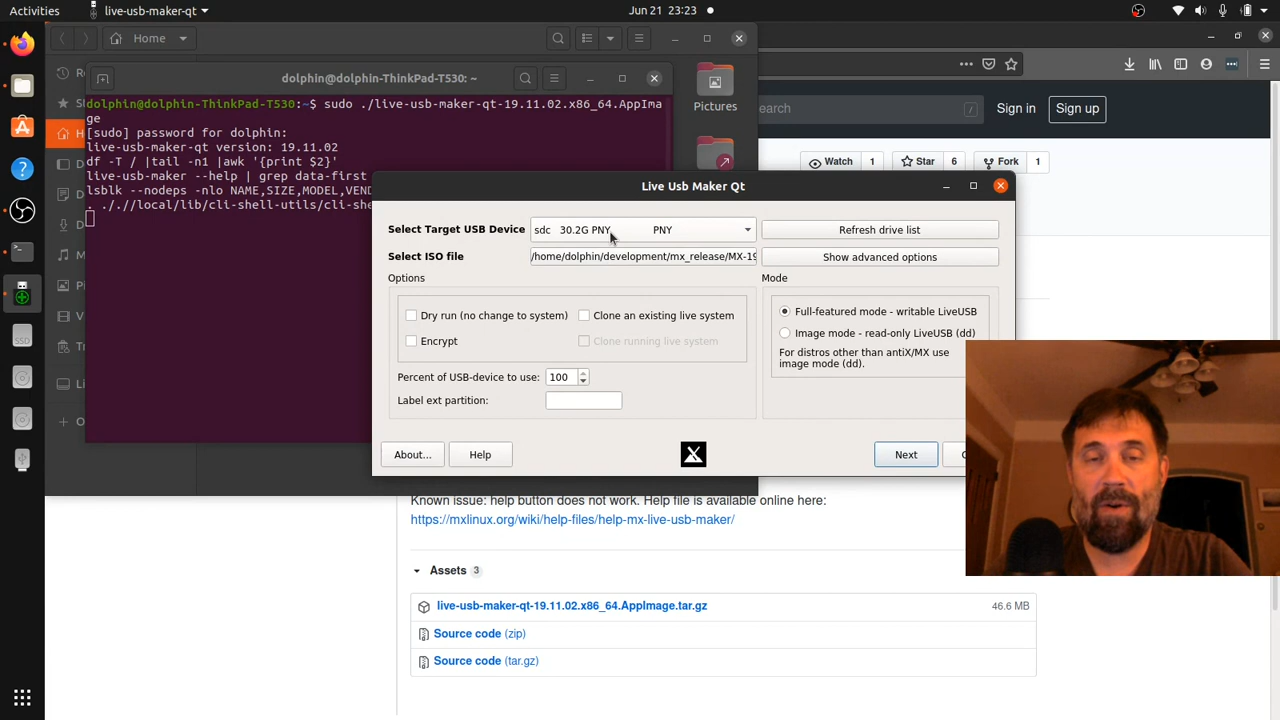 Activities
live-usb-maker-qt
Jun 21 23:23
Home
dolphin@dolphin-ThinkPad-T530: ~
dolphin@dolphin-ThinkPad-T530:~$ sudo ./live-usb-maker-qt-19.11.02.x86_64.AppIma
ge
[sudo] password for dolphin:
live-usb-maker-qt version: 19.11.02
df -T / |tail -n1 |awk '{print $2}'
live-usb-maker --help | grep data-first
lsblk --nodeps -nlo NAME,SIZE,MODEL,VEND
. ././/local/lib/cli-shell-utils/cli-she
Pictures
Search
/
Sign in
Sign up
Watch 1
Star 6
Fork 1
Live Usb Maker Qt
Select Target USB Device
sdc 30.2G PNY PNY
Refresh drive list
Select ISO file
/home/dolphin/development/mx_release/MX-19
Show advanced options
Options
Mode
Dry run (no change to system)
Clone an existing live system
Encrypt
Clone running live system
Full-featured mode - writable LiveUSB
Image mode - read-only LiveUSB (dd)
For distros other than antiX/MX use
image mode (dd).
Percent of USB-device to use: 100
Label ext partition:
About...
Help
Next
Known issue: help button does not work. Help file is available online here:
https://mxlinux.org/wiki/help-files/help-mx-live-usb-maker/
Assets 3
live-usb-maker-qt-19.11.02.x86_64.AppImage.tar.gz
46.6 MB
Source code (zip)
Source code (tar.gz)
SSD